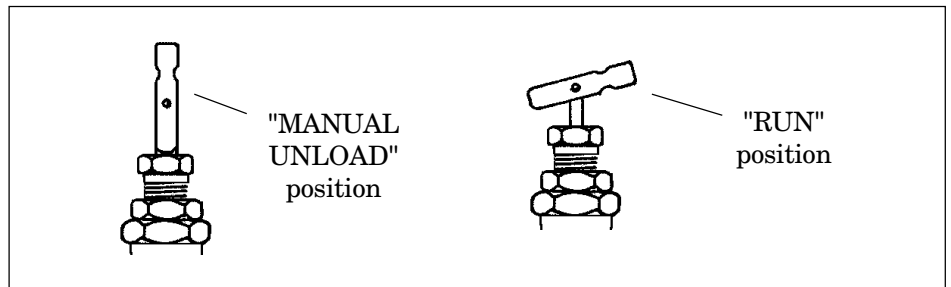 "MANUAL
UNLOAD"
position
"RUN"
position